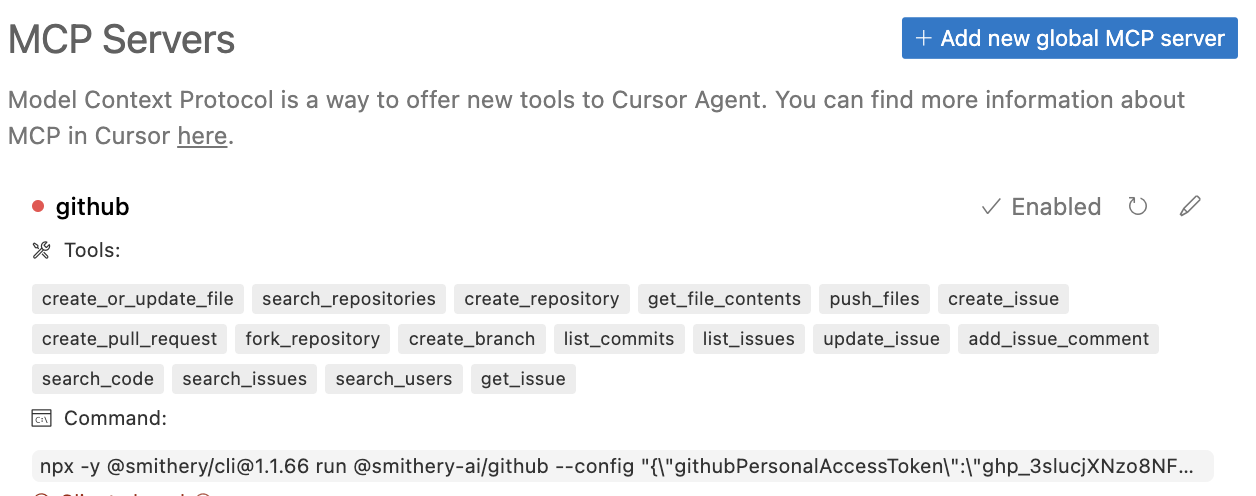 MCP Servers
+ Add new global MCP server
Model Context Protocol is a way to offer new tools to Cursor Agent. You can find more information about
MCP in Cursor here.
github
Enabled
Tools:
create_or_update_file search_repositories create_repository get_file_contents push_files create_issue
create_pull_request fork_repository create_branch list_commits list_issues update_issue add_issue_comment
search_code search_issues search_users get_issue
Command:
npx -y @smithery/cli@1.1.66 run @smithery-ai/github --config "{\"githubPersonalAccessToken\":\"ghp_3slucjXNzo8NF...